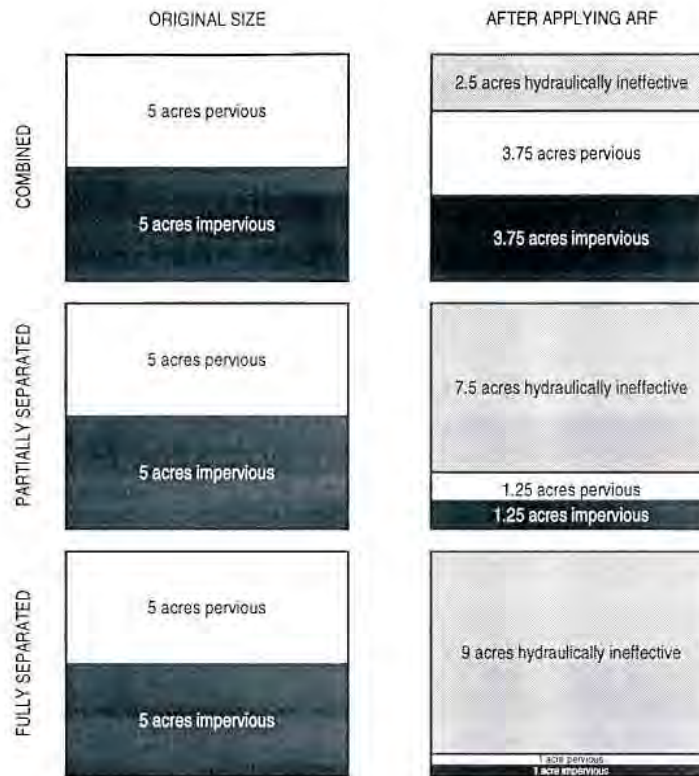 ORIGINAL SIZE
AFTER APPLYING ARF
COMBINED
5 acres pervious
5 acres impervious
2.5 acres hydraulically ineffective
3.75 acres pervious
3.75 acres impervious
PARTIALLY SEPARATED
5 acres pervious
5 acres impervious
7.5 acres hydraulically ineffective
1.25 acres pervious
1.25 acres impervious
FULLY SEPARATED
5 acres pervious
5 acres impervious
9 acres hydraulically ineffective
1 acre pervious
1 acre impervious